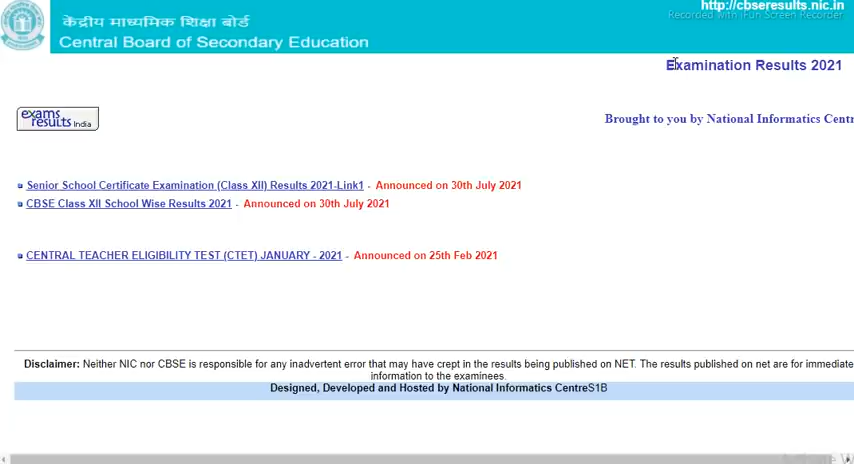 http://cbseresults.nic.in
Recorded with iFun Screen Recorder
केंद्रीय माध्यमिक शिक्षा बोर्ड
Central Board of Secondary Education
Examination Results 2021
exams
results India
Brought to you by National Informatics Centr
Senior School Certificate Examination (Class XII) Results 2021-Link1 - Announced on 30th July 2021
CBSE Class XII School Wise Results 2021 - Announced on 30th July 2021
CENTRAL TEACHER ELIGIBILITY TEST (CTET) JANUARY - 2021 - Announced on 25th Feb 2021
Disclaimer: Neither NIC nor CBSE is responsible for any inadvertent error that may have crept in the results being published on NET. The results published on net are for immediate
information to the examinees.
Designed, Developed and Hosted by National Informatics CentreS1B